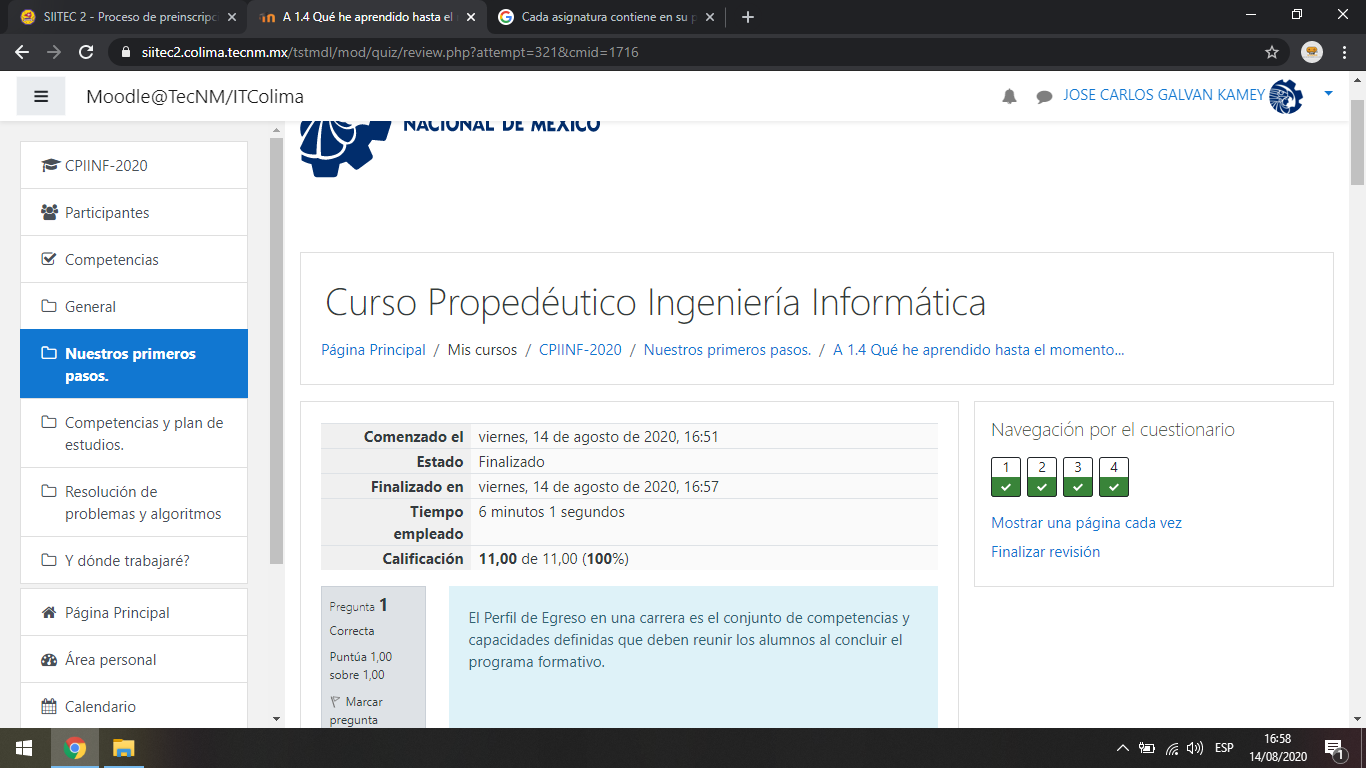 SIITEC 2 - Proceso de preinscripc
A 1.4 Qué he aprendido hasta el
Cada asignatura contiene en su p
siitec2.colima.tecnm.mx/tstmdl/mod/quiz/review.php?attempt=321&cmid=1716
Moodle@TecNM/ITColima
JOSE CARLOS GALVAN KAMEY
NACIONAL DE MÉXICO
CPIINF-2020
Participantes
Competencias
General
Nuestros primeros
pasos.
Competencias y plan de
estudios.
Resolución de
problemas y algoritmos
Y dónde trabajaré?
Página Principal
Área personal
Calendario
Curso Propedéutico Ingeniería Informática
Página Principal / Mis cursos / CPIINF-2020 / Nuestros primeros pasos. / A 1.4 Qué he aprendido hasta el momento...
Comenzado el viernes, 14 de agosto de 2020, 16:51
Estado Finalizado
Finalizado en viernes, 14 de agosto de 2020, 16:57
Tiempo
empleado
6 minutos 1 segundos
Calificación 11,00 de 11,00 (100%)
Pregunta 1
Correcta
Puntúa 1,00
sobre 1,00
Marcar
pregunta
El Perfil de Egreso en una carrera es el conjunto de competencias y
capacidades definidas que deben reunir los alumnos al concluir el
programa formativo.
Navegación por el cuestionario
1 2 3 4
Mostrar una página cada vez
Finalizar revisión
ESP
16:58
14/08/2020
1